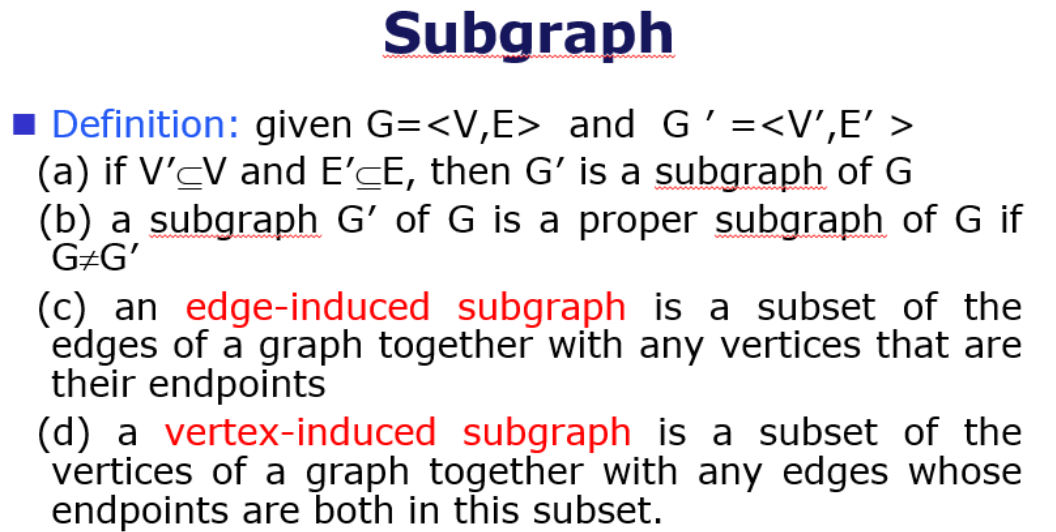 Subgraph
Definition: given G=<V,E> and G ′ =<V′,E′ >
(a) if V′⊆V and E′⊆E, then G′ is a subgraph of G
(b) a subgraph G′ of G is a proper subgraph of G if
G≠G′
(c) an edge-induced subgraph is a subset of the
edges of a graph together with any vertices that are
their endpoints
(d) a vertex-induced subgraph is a subset of the
vertices of a graph together with any edges whose
endpoints are both in this subset.